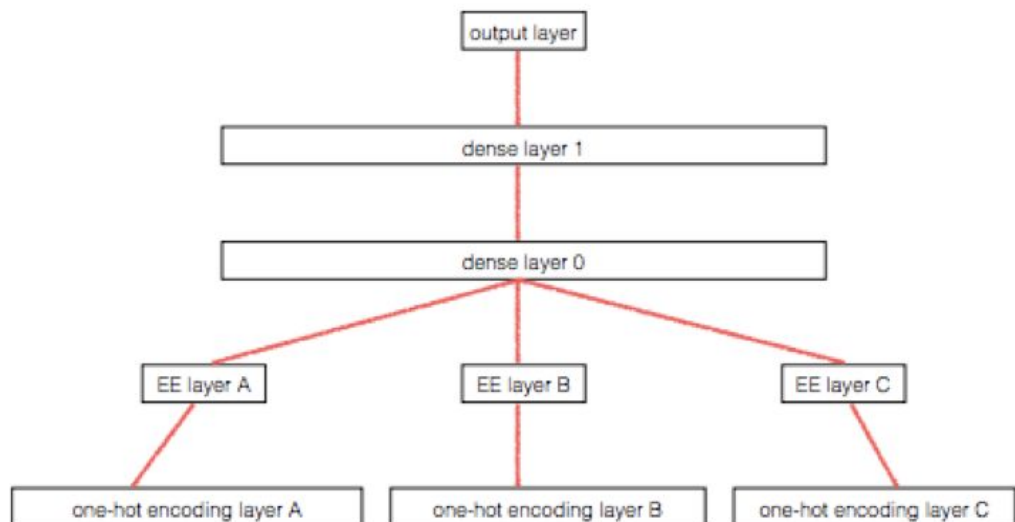 output layer
dense layer 1
dense layer 0
EE layer A
EE layer B
EE layer C
one-hot encoding layer A
one-hot encoding layer B
one-hot encoding layer C